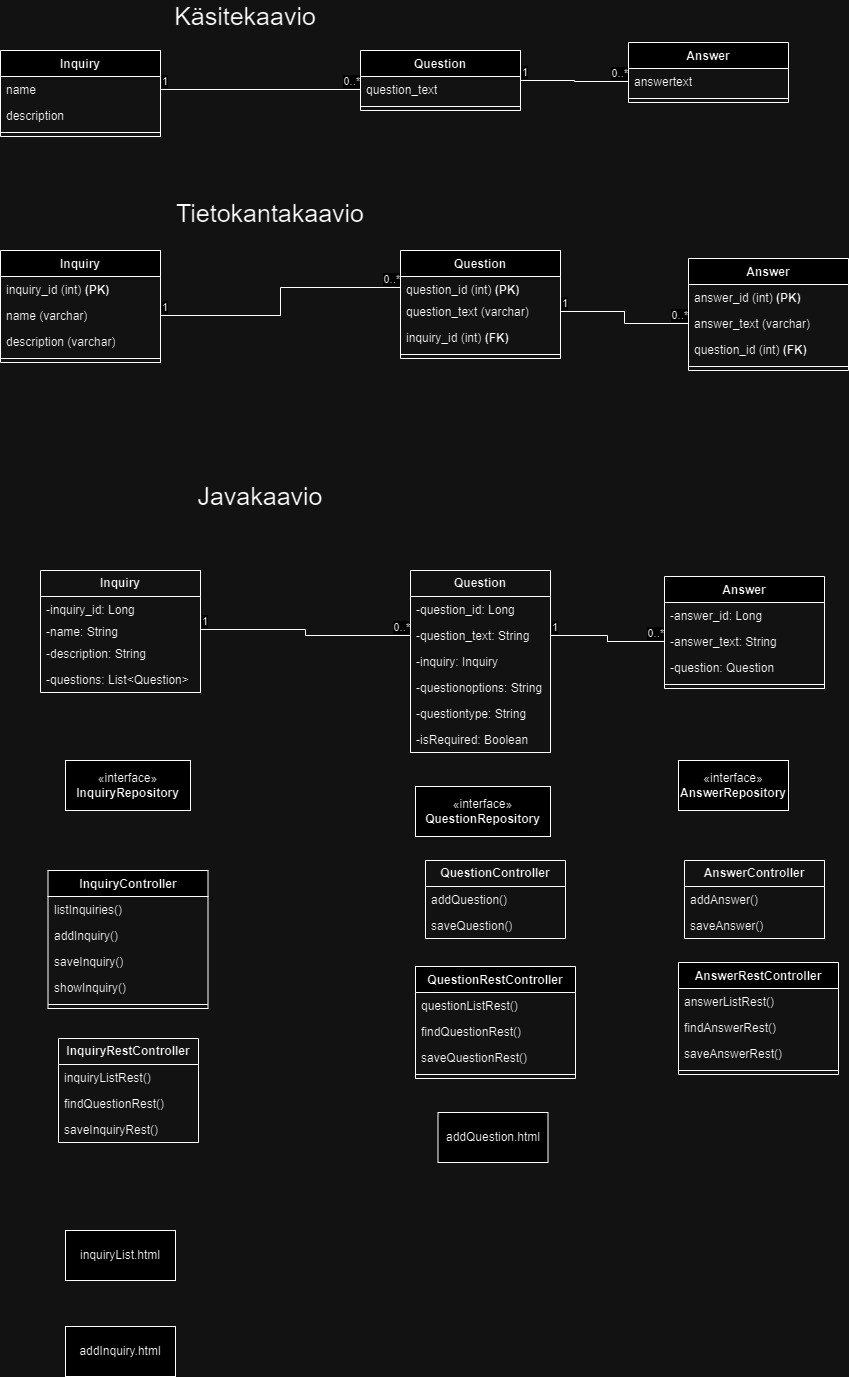 Käsitekaavio
Inquiry
name
description
1
0..*
Question
question_text
1
0..*
Answer
answertext
Tietokantakaavio
Inquiry
inquiry_id (int) (PK)
name (varchar)
description (varchar)
1
0..*
Question
question_id (int) (PK)
question_text (varchar)
inquiry_id (int) (FK)
1
0..*
Answer
answer_id (int) (PK)
answer_text (varchar)
question_id (int) (FK)
Javakaavio
Inquiry
-inquiry_id: Long
-name: String
-description: String
-questions: List<Question>
1
0..*
Question
-question_id: Long
-question_text: String
-inquiry: Inquiry
-questionoptions: String
-questiontype: String
-isRequired: Boolean
1
0..*
Answer
-answer_id: Long
-answer_text: String
-question: Question
«interface»
InquiryRepository
«interface»
QuestionRepository
«interface»
AnswerRepository
InquiryController
listInquiries()
addInquiry()
saveInquiry()
showInquiry()
QuestionController
addQuestion()
saveQuestion()
AnswerController
addAnswer()
saveAnswer()
QuestionRestController
questionListRest()
findQuestionRest()
saveQuestionRest()
AnswerRestController
answerListRest()
findAnswerRest()
saveAnswerRest()
InquiryRestController
inquiryListRest()
findQuestionRest()
saveInquiryRest()
addQuestion.html
inquiryList.html
addInquiry.html